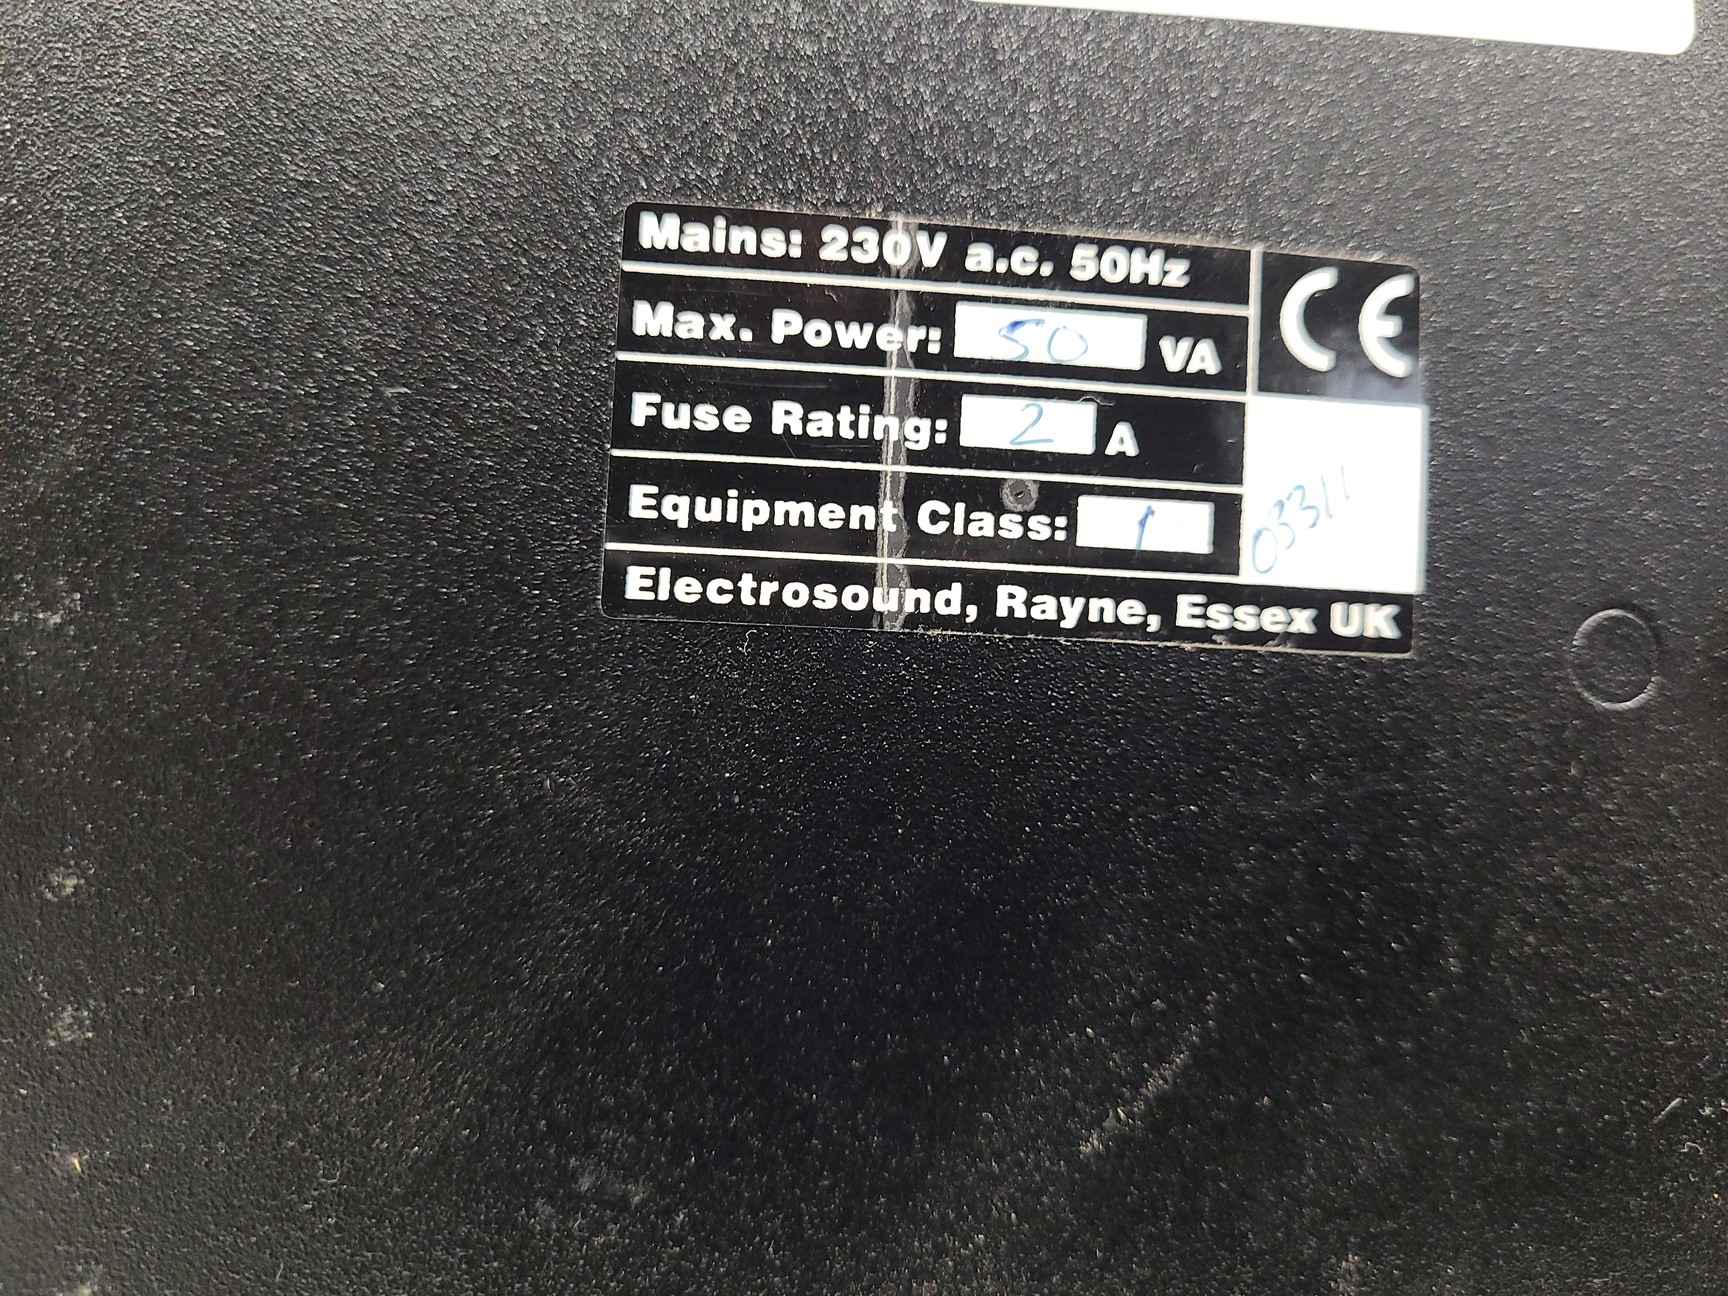 Mains: 230V a.c. 50Hz
CE
Max. Power: 50 VA
Fuse Rating: 2 A
Equipment Class: 1
03311
Electrosound, Rayne, Essex UK